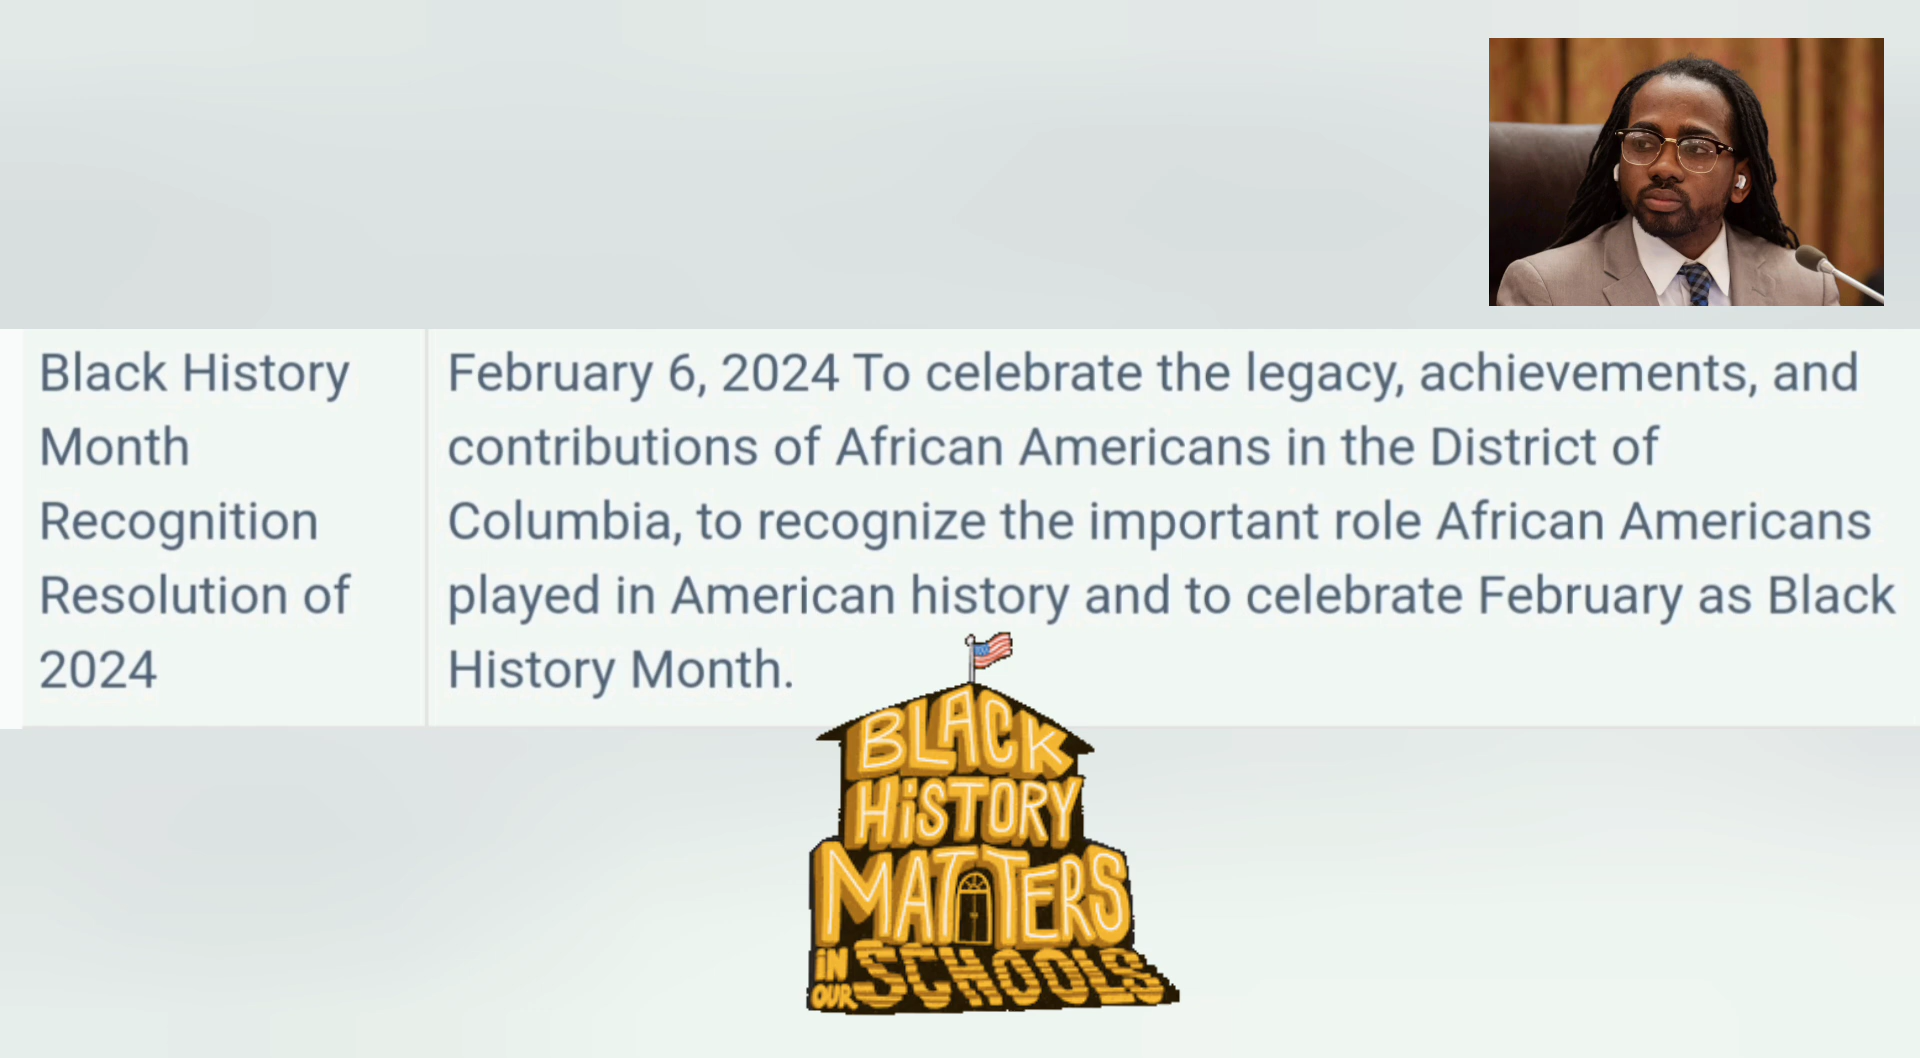 Black History
Month
Recognition
Resolution of
2024
February 6, 2024 To celebrate the legacy, achievements, and
contributions of African Americans in the District of
Columbia, to recognize the important role African Americans
played in American history and to celebrate February as Black
History Month.
BLACK
HiSTORY
MATTERS
iN
OUR SCHOOLS